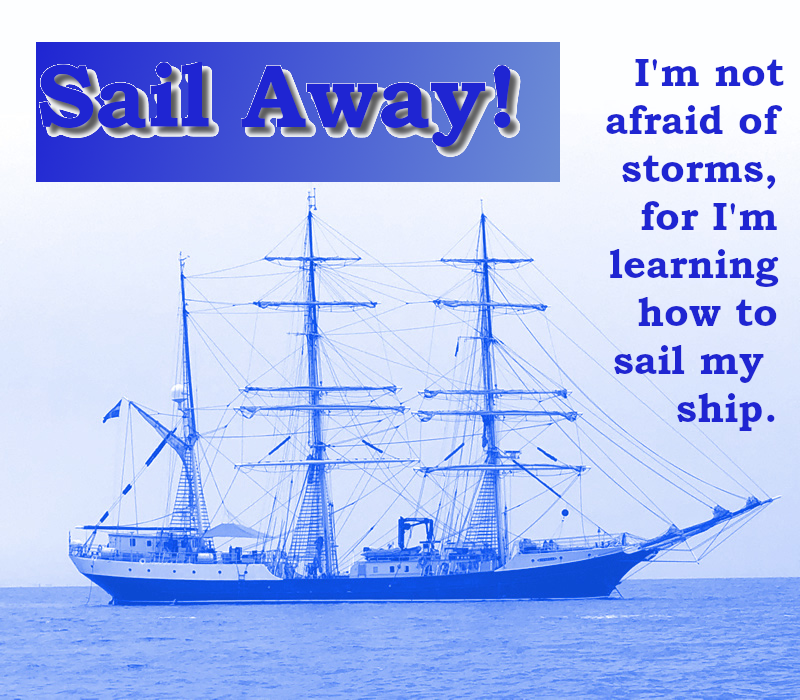 Sail Away!
I'm not
afraid of
storms,
for I'm
learning
how to
sail my
ship.